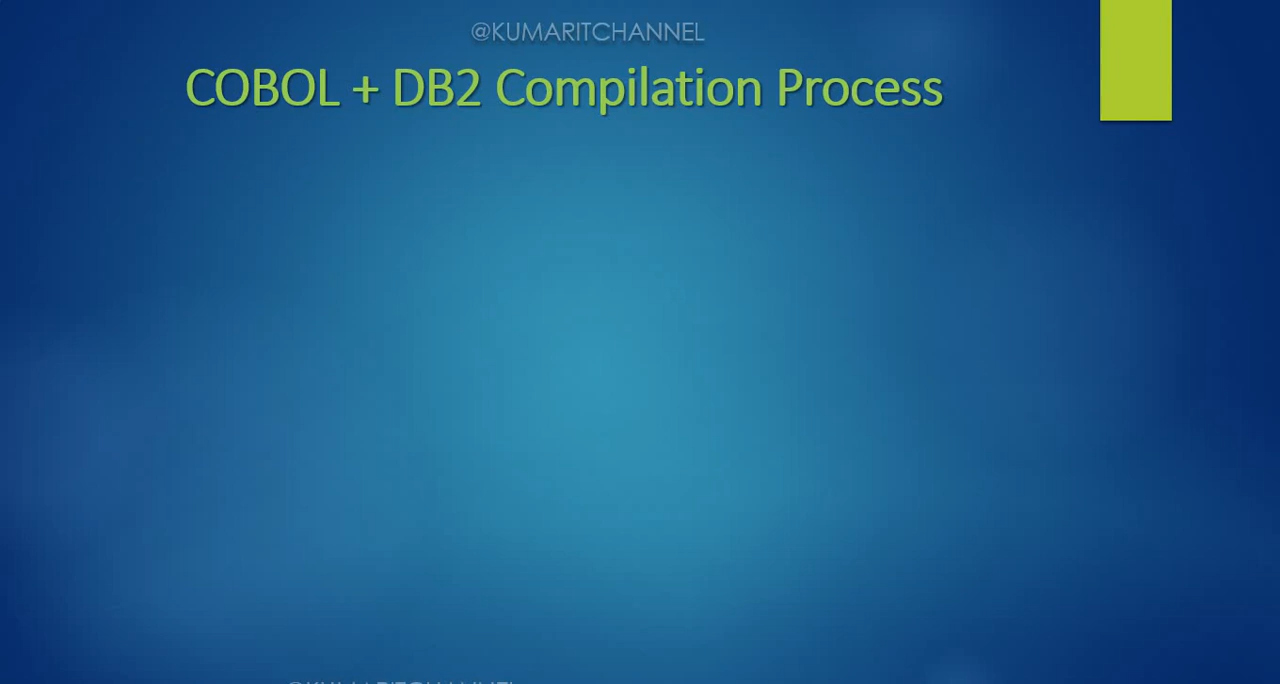 @KUMARITCHANNEL
COBOL + DB2 Compilation Process